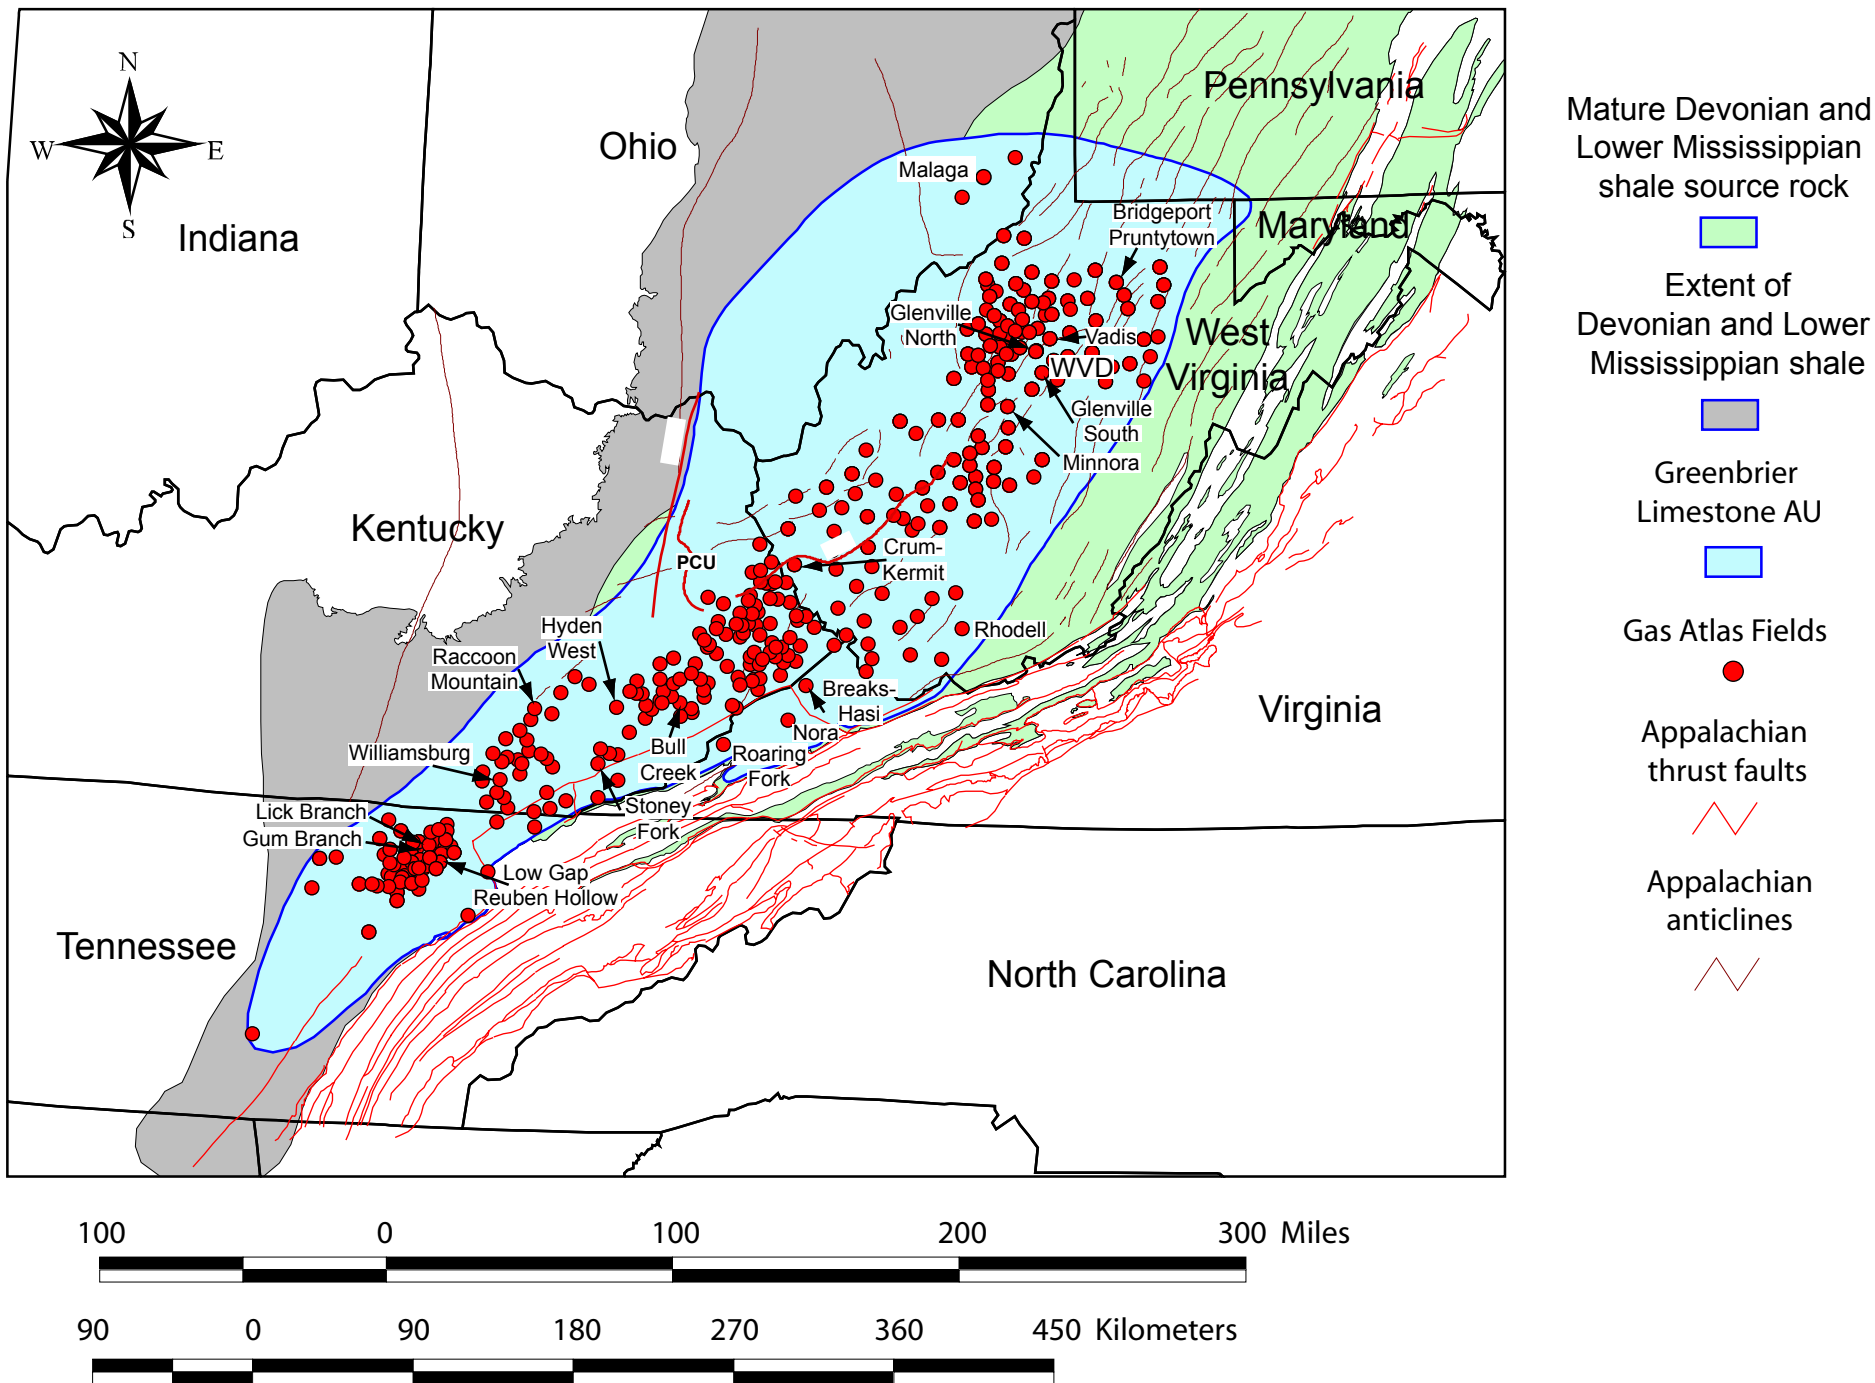 N
W
E
S
Indiana
Ohio
Pennsylvania
Maryland
West
Virginia
Kentucky
Virginia
Tennessee
North Carolina
Malaga
Bridgeport
Pruntytown
Glenville
North
Vadis
WVD
Glenville
South
Minnora
Crum-
Kermit
PCU
Rhodell
Hyden
West
Raccoon
Mountain
Breaks-
Hasi
Nora
Williamsburg
Bull
Creek
Roaring
Fork
Stoney
Fork
Lick Branch
Gum Branch
Low Gap
Reuben Hollow
Mature Devonian and
Lower Mississippian
shale source rock
Extent of
Devonian and Lower
Mississippian shale
Greenbrier
Limestone AU
Gas Atlas Fields
Appalachian
thrust faults
Appalachian
anticlines
100 0 100 200 300 Miles
90 0 90 180 270 360 450 Kilometers